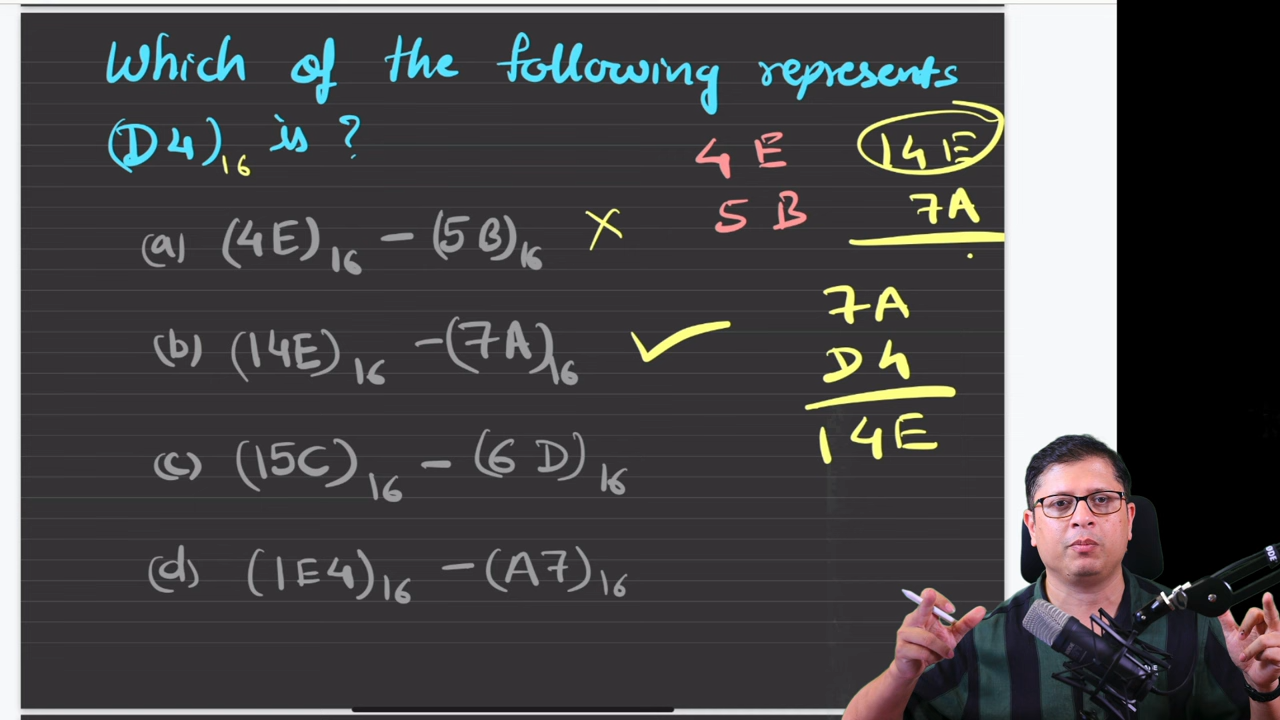 Which of the following represents
(D4)₁₆ is ?
4 E
5 B
14E
7A
(a) (4E)₁₆ - (5B)₁₆ ×
(b) (14E)₁₆ - (7A)₁₆ ✓
7A
D4
14E
(c) (15C)₁₆ - (6D)₁₆
(d) (1E4)₁₆ - (A7)₁₆